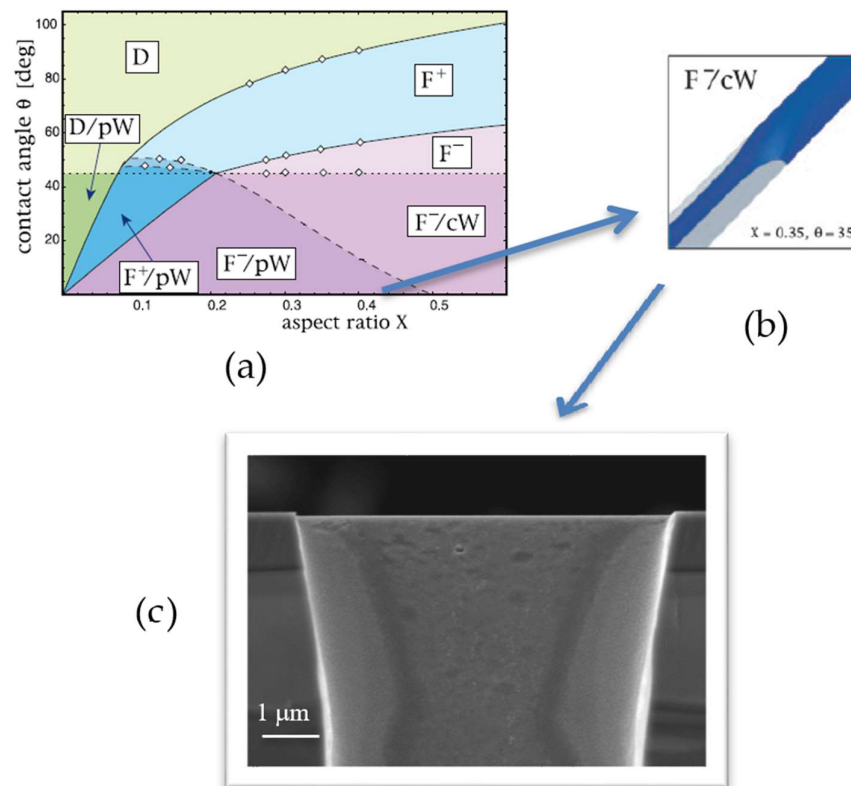 100
80
60
40
20
contact angle θ [deg]
D
F⁺
D/pW
F⁻
F⁻/cW
F⁺/pW
F⁻/pW
0.1
0.2
0.3
0.4
0.5
aspect ratio X
(a)
F⁻/cW
X = 0.35, θ = 35
(b)
(c)
1 μm